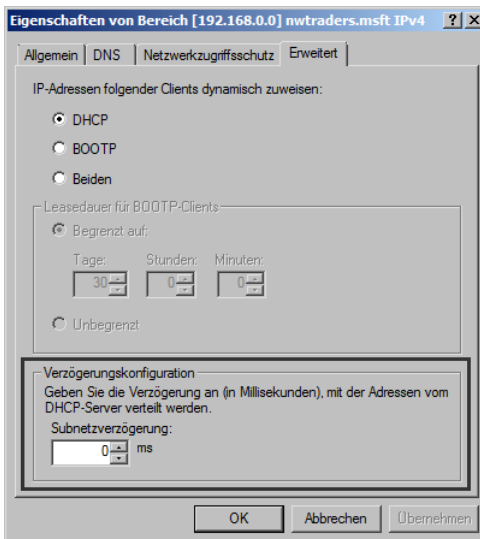 Eigenschaften von Bereich [192.168.0.0] nwtraders.msft IPv4 ? X
Allgemein DNS Netzwerkzugriffsschutz Erweitert
IP-Adressen folgender Clients dynamisch zuweisen:
DHCP
BOOTP
Beiden
Leasedauer für BOOTP-Clients
Begrenzt auf:
Tage: Stunden: Minuten:
30 0 0
Unbegrenzt
Verzögerungskonfiguration
Geben Sie die Verzögerung an (in Millisekunden), mit der Adressen vom
DHCP-Server verteilt werden.
Subnetzverzögerung:
0 ms
OK Abbrechen Übernehmen